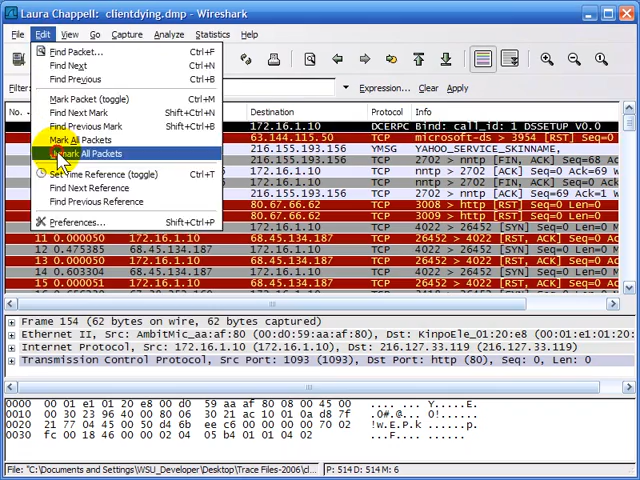 Laura Chappell: clientdying.dmp - Wireshark
File Edit View Go Capture Analyze Statistics Help
Find Packet... Ctrl+F
Find Next Ctrl+N
Find Previous Ctrl+B
Mark Packet (toggle) Ctrl+M
Find Next Mark Shift+Ctrl+N
Find Previous Mark Shift+Ctrl+B
Mark All Packets
Unmark All Packets
Set Time Reference (toggle) Ctrl+T
Find Next Reference
Find Previous Reference
Preferences... Shift+Ctrl+P
Filter: Expression... Clear Apply
No. . Destination Protocol Info
172.16.1.10 DCERPC Bind: call_id: 1 DSSETUP V0.0
63.144.115.50 TCP microsoft-ds > 3954 [RST] Seq=0 Le
216.155.193.156 YMSG YAHOO_SERVICE_SKINNAME,
216.155.193.156 TCP 2702 > nntp [FIN, ACK] Seq=68 Ac
172.16.1.10 TCP nntp > 2702 [ACK] Seq=0 Ack=69 W
216.155.193.156 TCP 2702 > nntp [FIN, ACK] Seq=68 Ac
80.67.66.62 TCP 3008 > http [RST] Seq=0 Len=0
80.67.66.62 TCP 3009 > http [RST] Seq=0 Len=0
68.45.134.187 TCP 4022 > 26452 [SYN] Seq=0 Len=0
11 0.000050 172.16.1.10 68.45.134.187 TCP 26452 > 4022 [RST, ACK] Seq=0
12 0.475385 68.45.134.187 172.16.1.10 TCP 4022 > 26452 [SYN] Seq=0 Len=0
13 0.000051 172.16.1.10 68.45.134.187 TCP 26452 > 4022 [RST, ACK] Seq=0
14 0.603304 68.45.134.187 172.16.1.10 TCP 4022 > 26452 [SYN] Seq=0 Len=0
15 0.000051 172.16.1.10 68.45.134.187 TCP 26452 > 4022 [RST, ACK] Seq=0
Frame 154 (62 bytes on wire, 62 bytes captured)
Ethernet II, Src: AmbitMic_aa:af:80 (00:d0:59:aa:af:80), Dst: KinpoEle_01:20:e8 (00:01:e1:01:20
Internet Protocol, Src: 172.16.1.10 (172.16.1.10), Dst: 216.127.33.119 (216.127.33.119)
Transmission Control Protocol, Src Port: 1093 (1093), Dst Port: http (80), Seq: 0, Len: 0
0000 00 01 e1 01 20 e8 00 d0 59 aa af 80 08 00 45 00 .... ... Y.....E.
0010 00 30 23 96 40 00 80 06 30 21 ac 10 01 0a d8 7f .0#.@... 0!......
0020 21 77 04 45 00 50 d4 6b ee c6 00 00 00 00 70 02 !w.E.P.k ......p.
0030 fc 00 18 46 00 00 02 04 05 b4 01 01 04 02 ...F.... ......
File: "C:\Documents and Settings\WSU_Developer\Desktop\Trace Files-2006\cl... P: 514 D: 514 M: 6